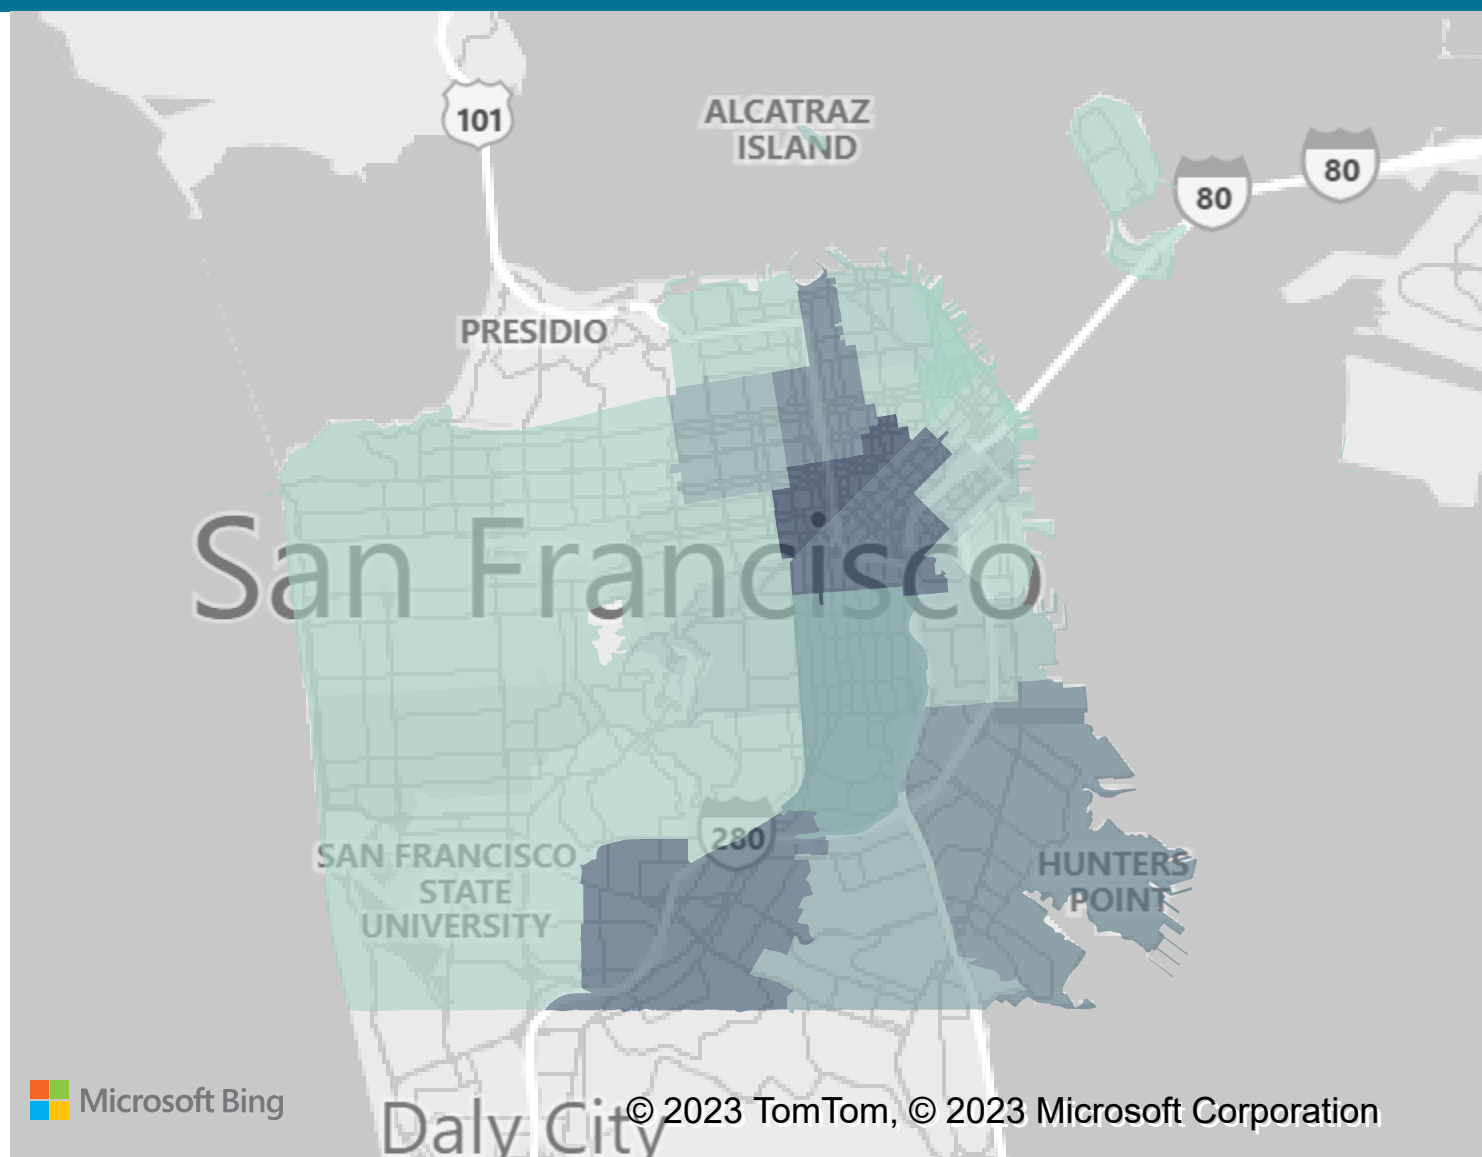 101
ALCATRAZ
ISLAND
80
80
PRESIDIO
San Francisco
280
SAN FRANCISCO
STATE
UNIVERSITY
HUNTERS
POINT
Microsoft Bing
Daly City
© 2023 TomTom, © 2023 Microsoft Corporation